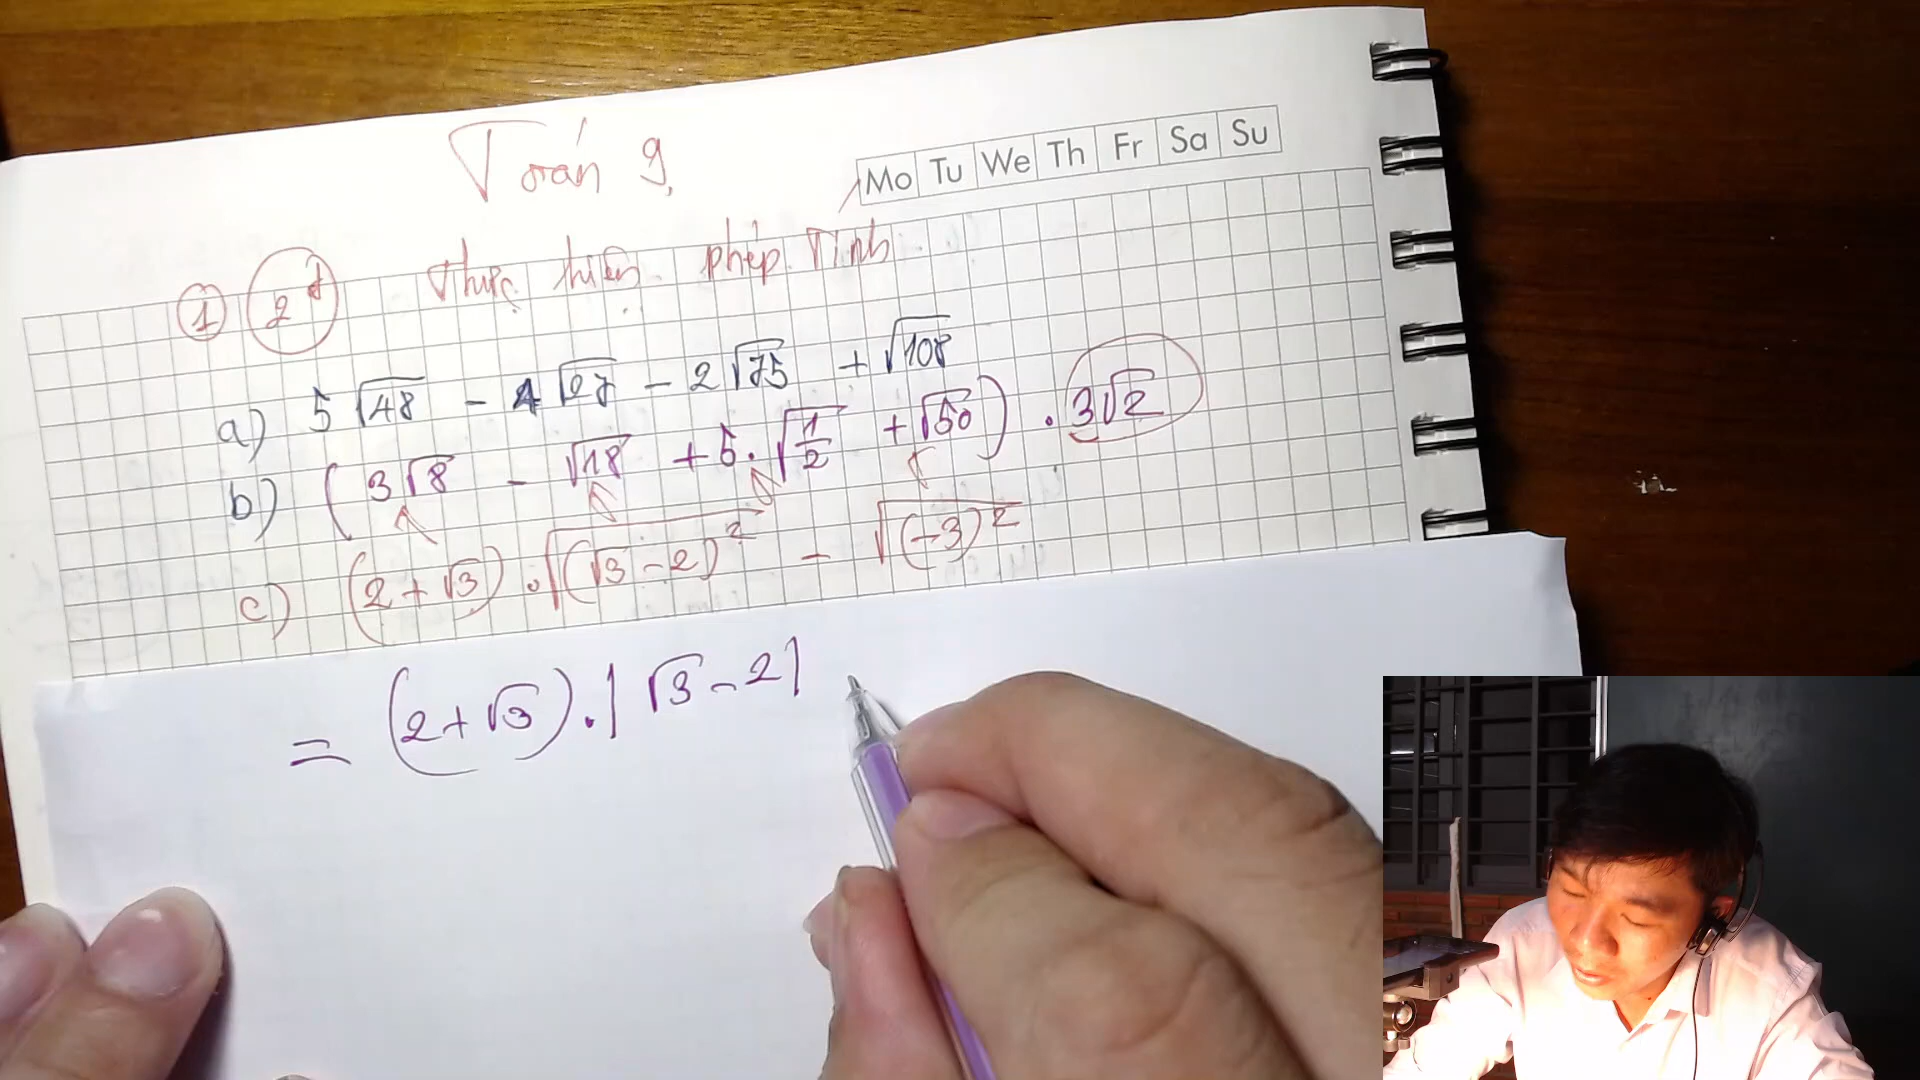 Toán 9.
Mo Tu We Th Fr Sa Su
① 2đ Thực hiện phép Tính
a) 5√48 - 4√27 - 2√75 + √108
b) (3√8 - √18 + 5.√1/2 + √50) . 3√2
c) (2+√3).√(√3-2)² - √(-3)²
= (2+√3).|√3-2|